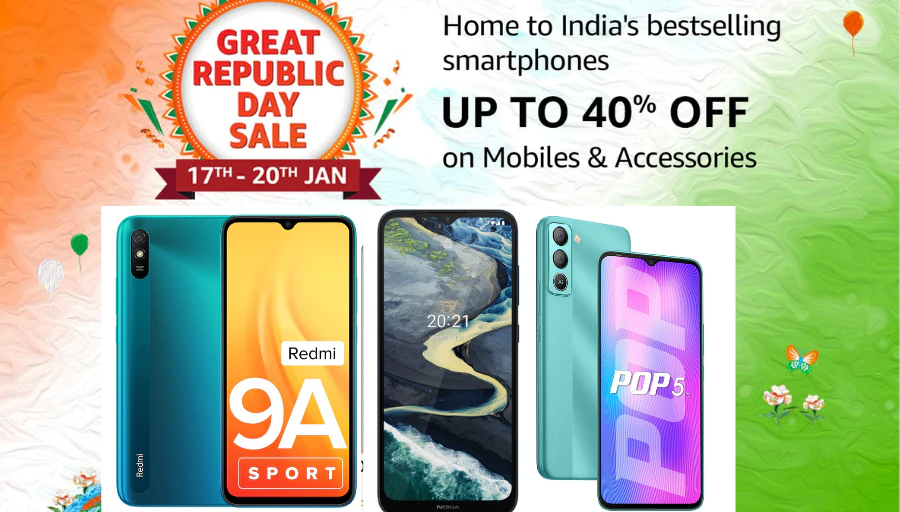 GREAT
REPUBLIC
DAY
SALE
17TH - 20TH JAN
Home to India's bestselling
smartphones
UP TO 40% OFF
on Mobiles & Accessories
Redmi
Redmi
9A
SPORT
20:21
NOKIA
POP
POP 5